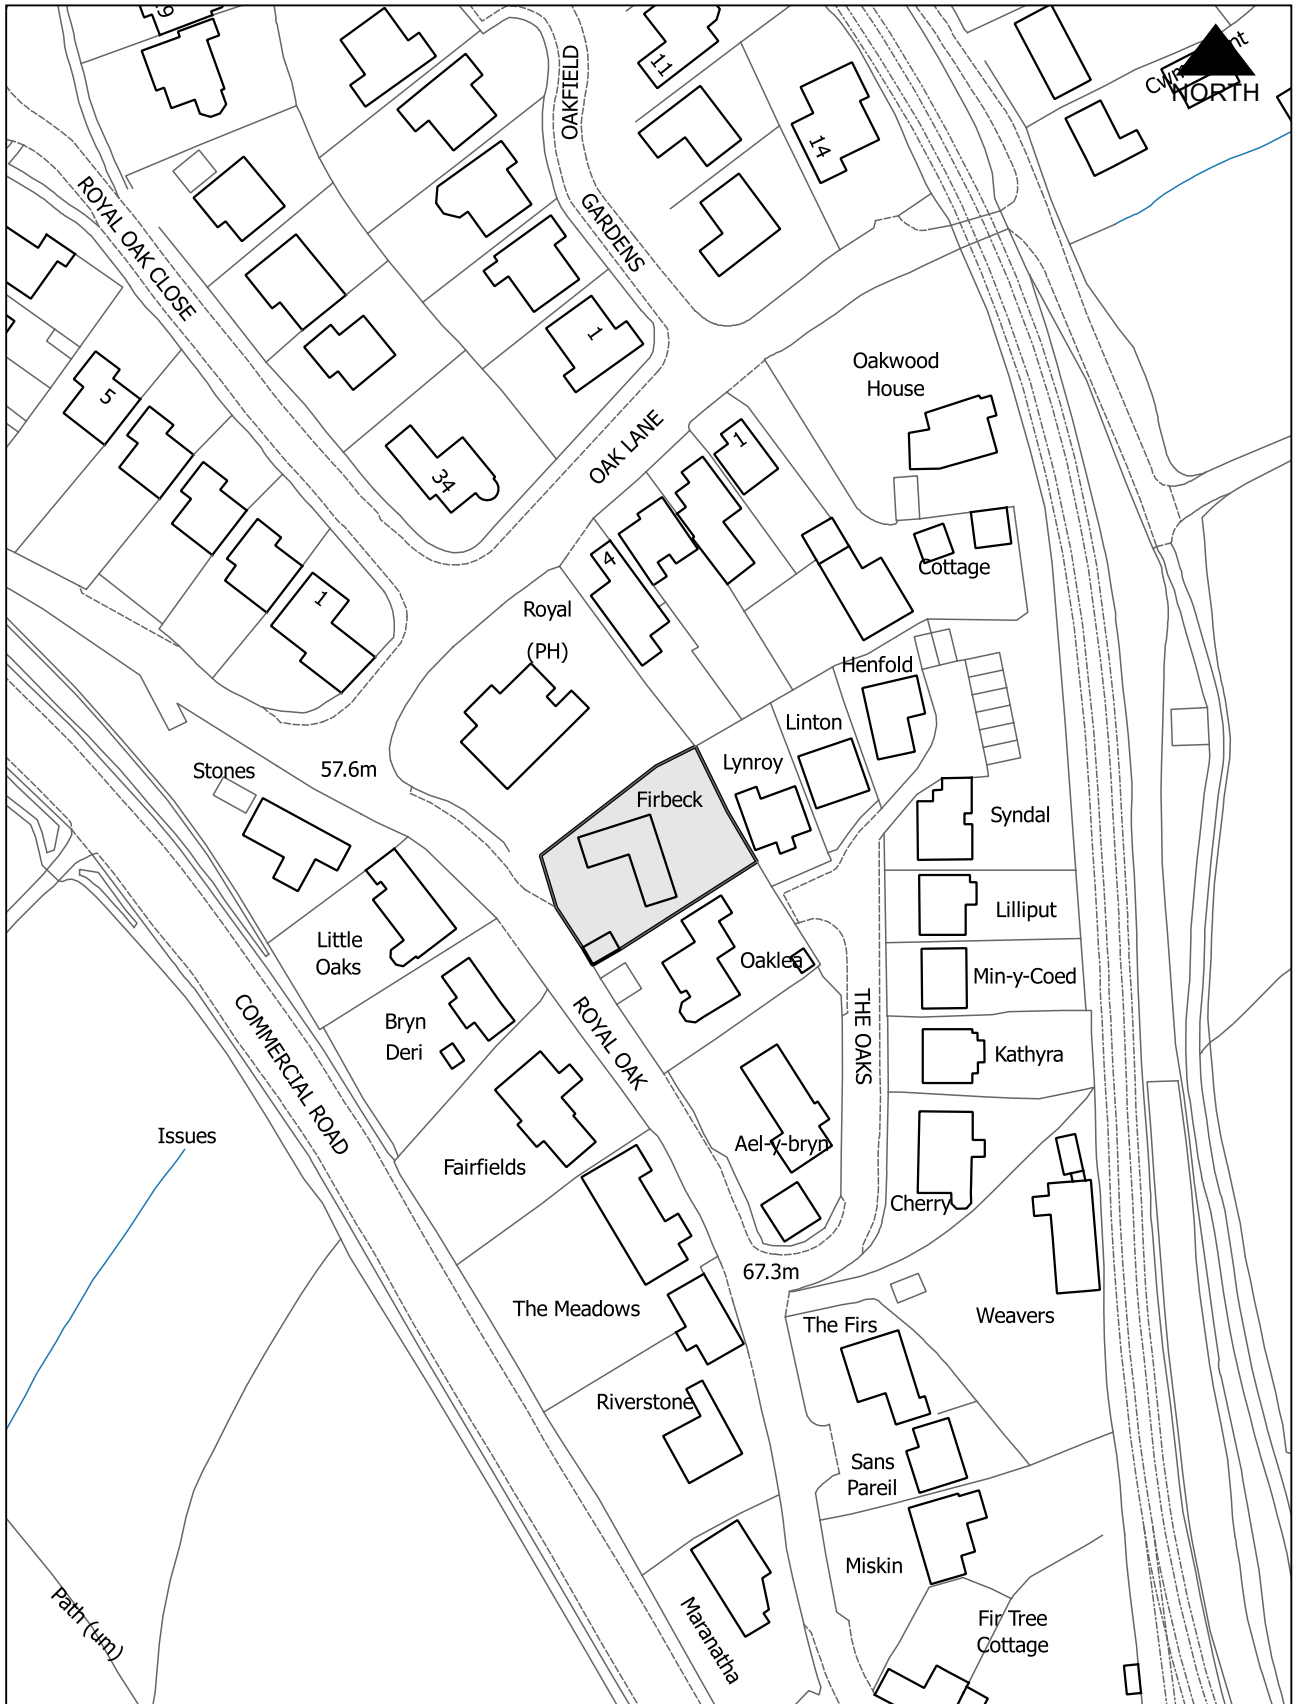 9
11
NORTH
OAKFIELD
GARDENS
14
ROYAL OAK CLOSE
1
5
34
OAK LANE
1
Oakwood
House
Cottage
4
1
Royal
(PH)
Henfold
Linton
Lynroy
Stones
57.6m
Firbeck
Syndal
Lilliput
Little
Oaks
Oaklea
Min-y-Coed
Bryn
Deri
ROYAL OAK
THE OAKS
Kathyra
COMMERCIAL ROAD
Issues
Ael-y-bryn
Fairfields
Cherry
67.3m
The Meadows
The Firs
Weavers
Riverstone
Sans
Pareil
Miskin
Path (um)
Maranatha
Fir Tree
Cottage